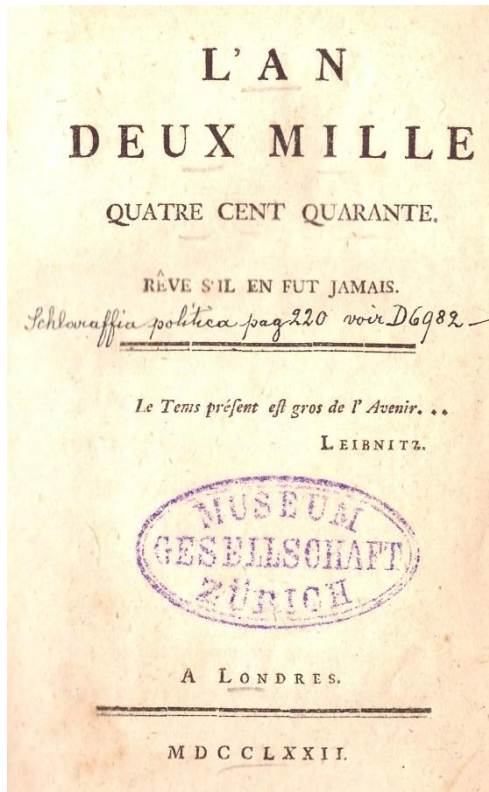 L'AN
DEUX MILLE
QUATRE CENT QUARANTE.
RÊVE S'IL EN FUT JAMAIS.
Schlaraffia politica pag 220 voir D6982 —
Le Tems préſent eſt gros de l'Avenir...
LEIBNITZ.
MUSEUM
GESELLSCHAFT
ZÜRICH
A LONDRES.
MDCCLXXII.